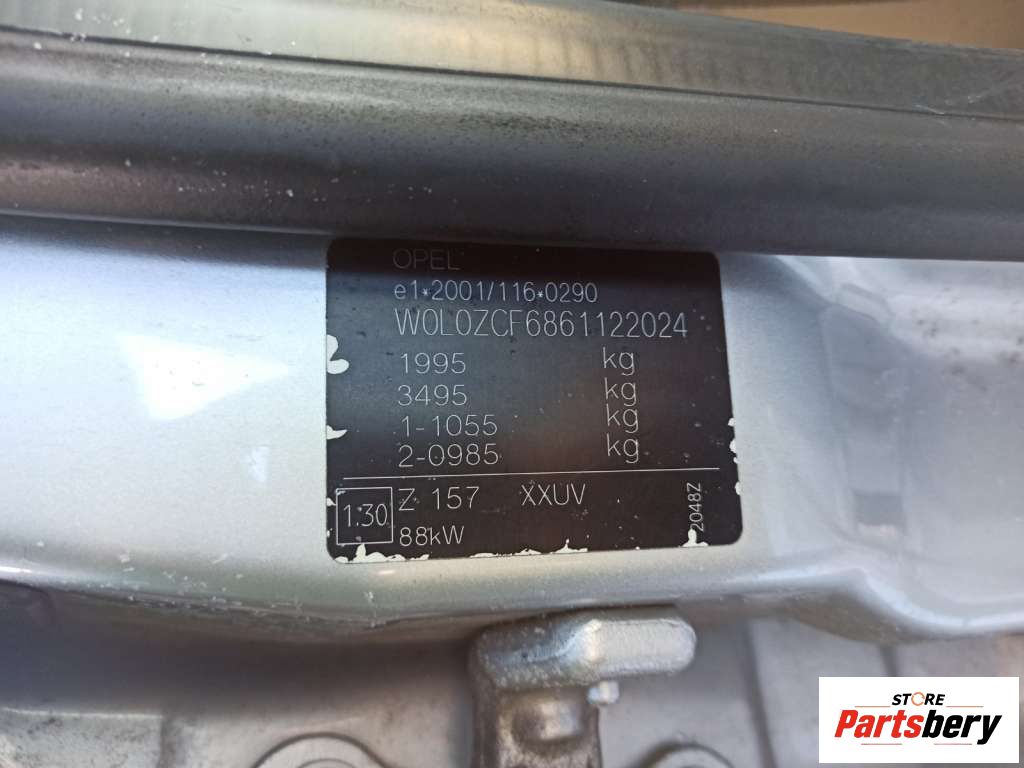 OPEL
e1*2001/116*0290
W0L0ZCF6861122024
1995 kg
3495 kg
1-1055 kg
2-0985 kg
1.30
Z 157 XXUV
88kW
2048Z
STORE
Partsbery